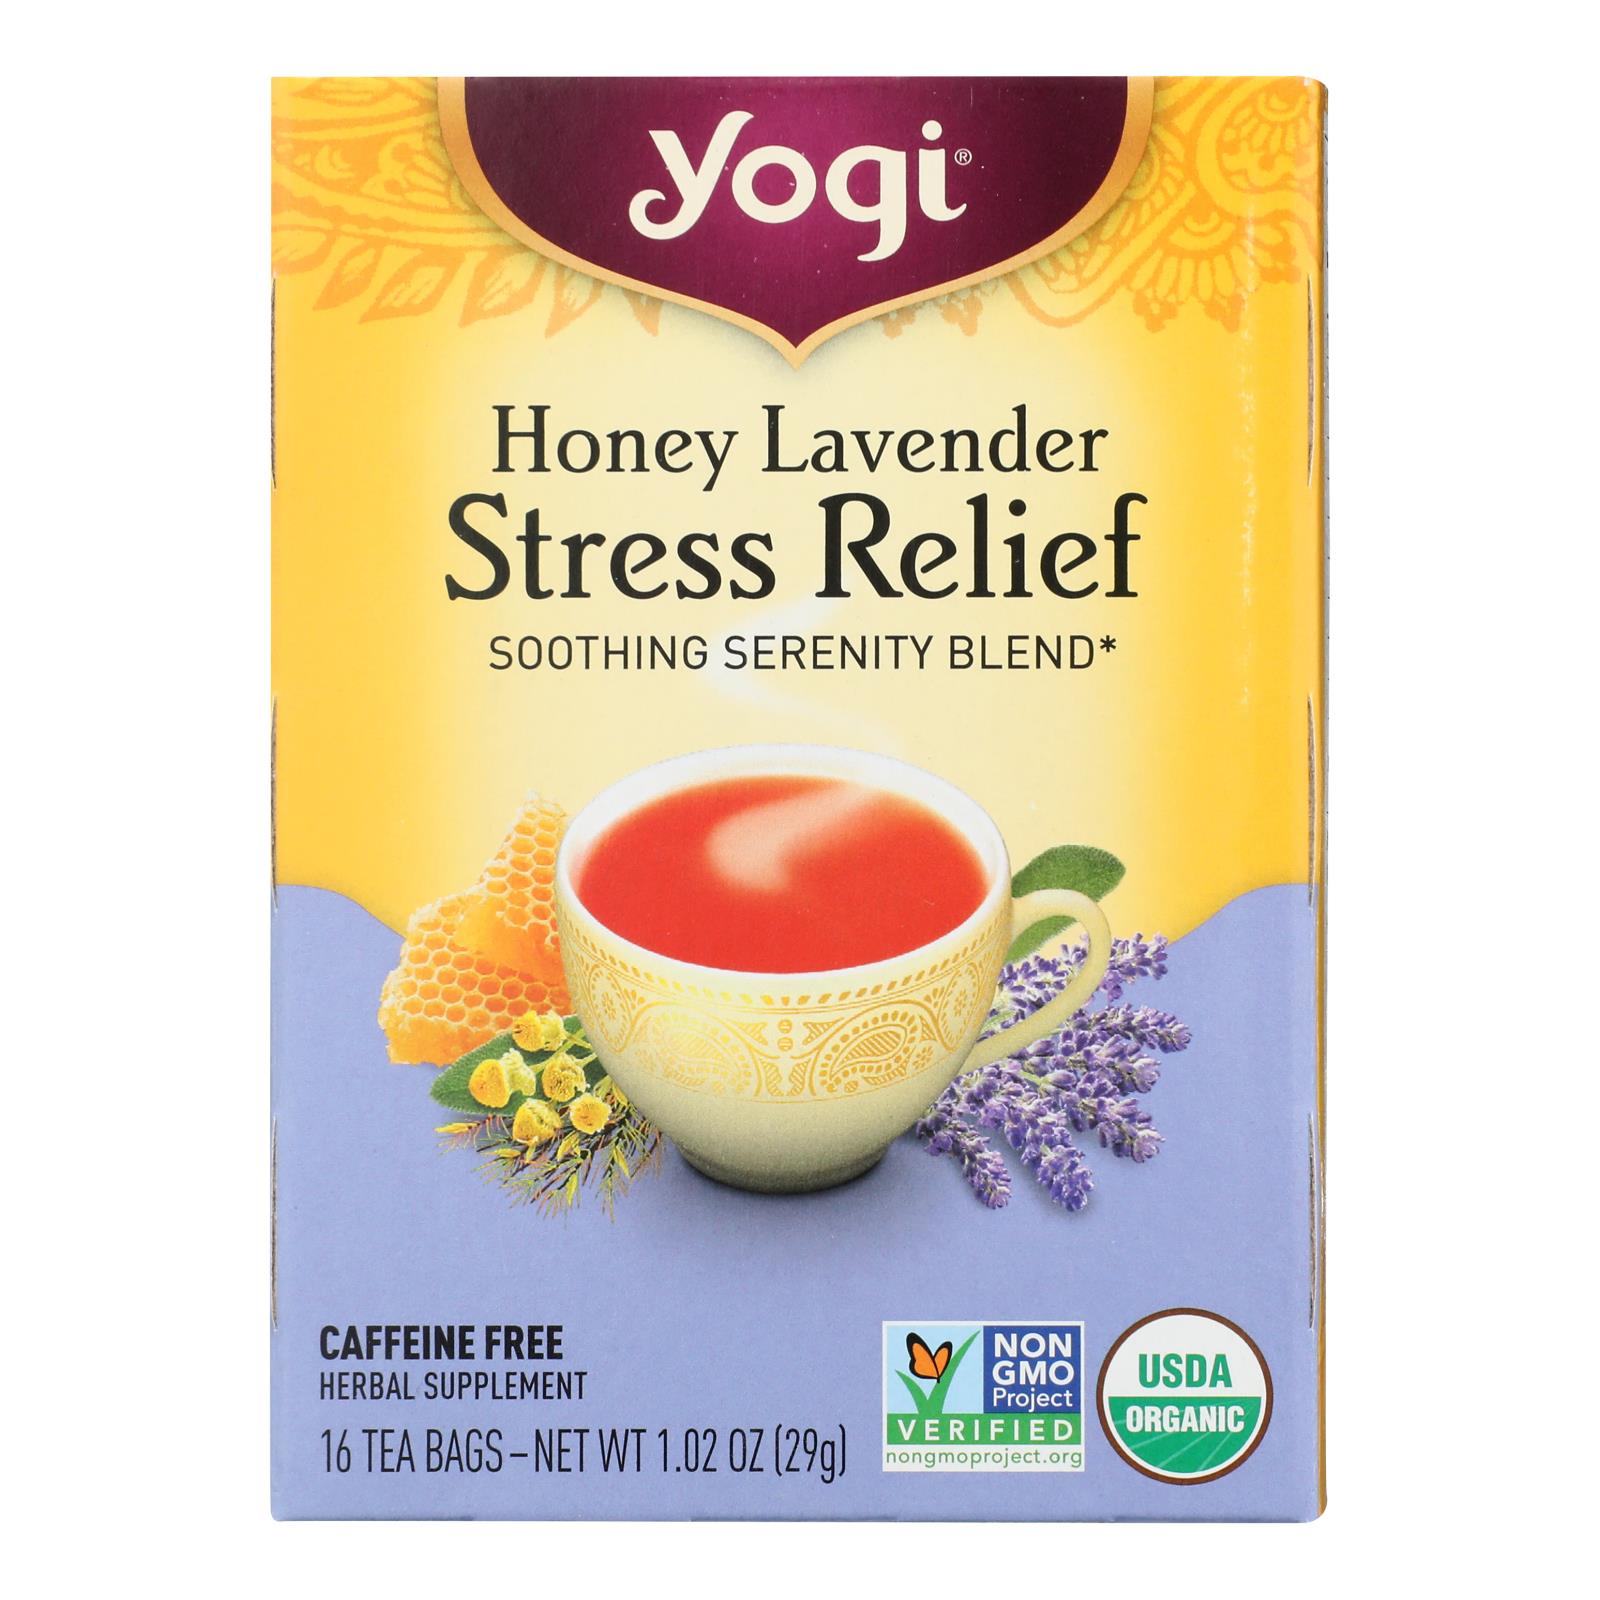 yogi®
Honey Lavender
Stress Relief
SOOTHING SERENITY BLEND*
CAFFEINE FREE
HERBAL SUPPLEMENT
16 TEA BAGS – NET WT 1.02 OZ (29g)
NON
GMO
Project
VERIFIED
nongmoproject.org
USDA
ORGANIC